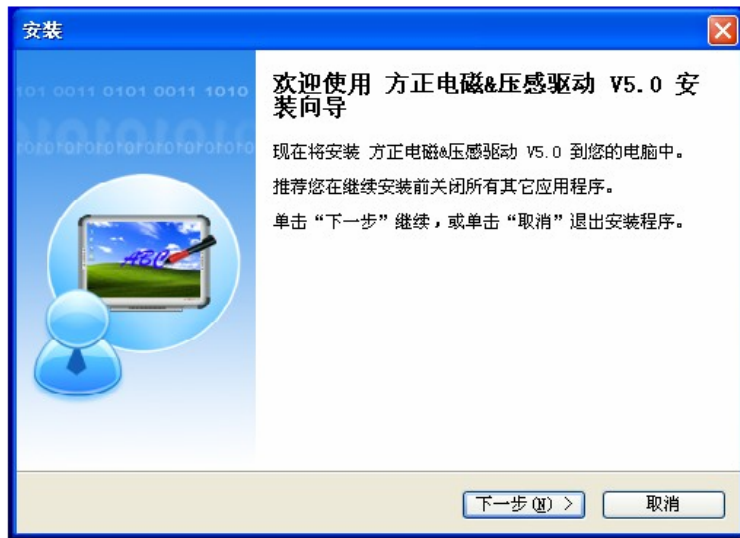 安装
101 0011 0101 0011 1010
欢迎使用 方正电磁&压感驱动 V5.0 安
装向导
现在将安装 方正电磁&压感驱动 V5.0 到您的电脑中。
推荐您在继续安装前关闭所有其它应用程序。
单击“下一步”继续，或单击“取消”退出安装程序。
ABC
下一步(N) >
取消